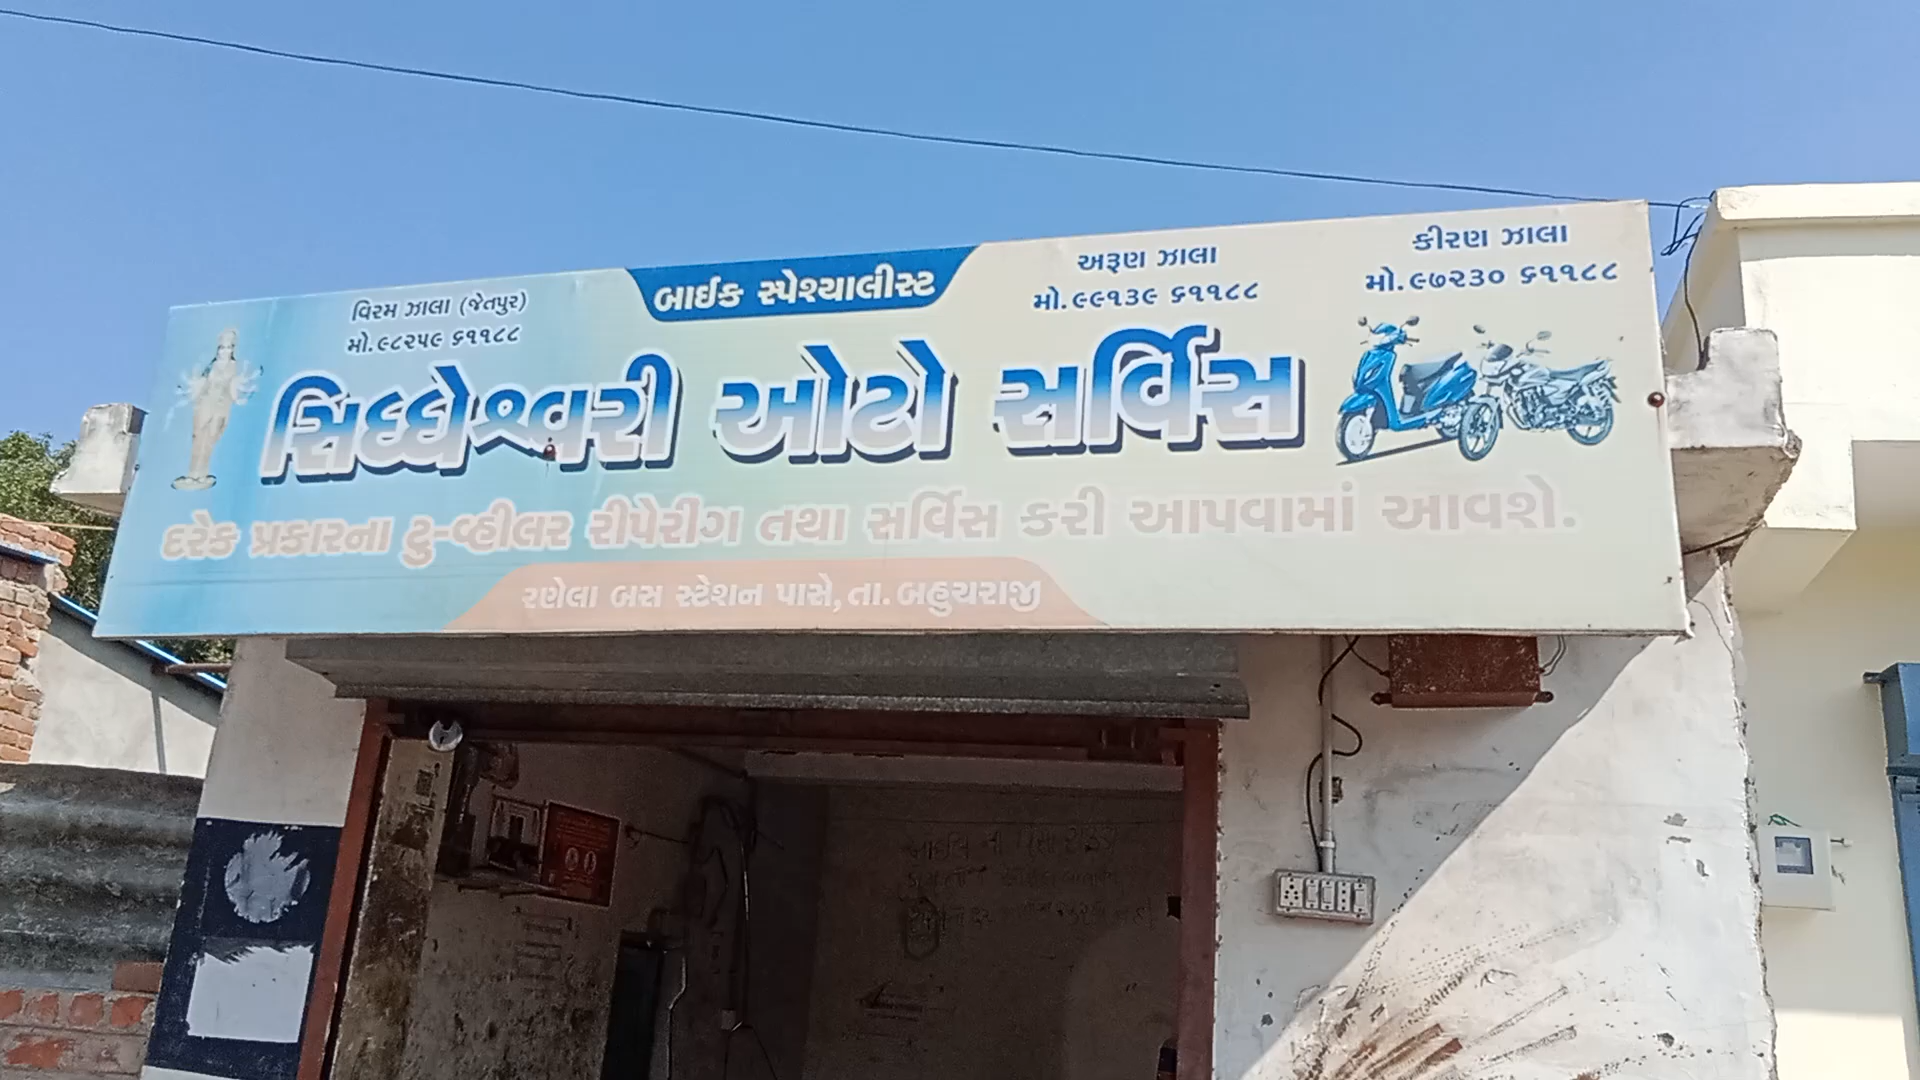 વિરમ ઝાલા (જેતપુર)
મો.૯૮૨૫૯ ૬૧૧૮૮
બાઈક સ્પેશ્યાલીસ્ટ
અરૂણ ઝાલા
મો.૯૯૧૩૯ ૬૧૧૮૮
કીરણ ઝાલા
મો.૯૭૨૩૦ ૬૧૧૮૮
સિધ્ધેશ્વરી ઓટો સર્વિસ
દરેક પ્રકારના ટુ-વ્હીલર રીપેરીગ તથા સર્વિસ કરી આપવામાં આવશે.
રણેલા બસ સ્ટેશન પાસે, તા. બહુચરાજી